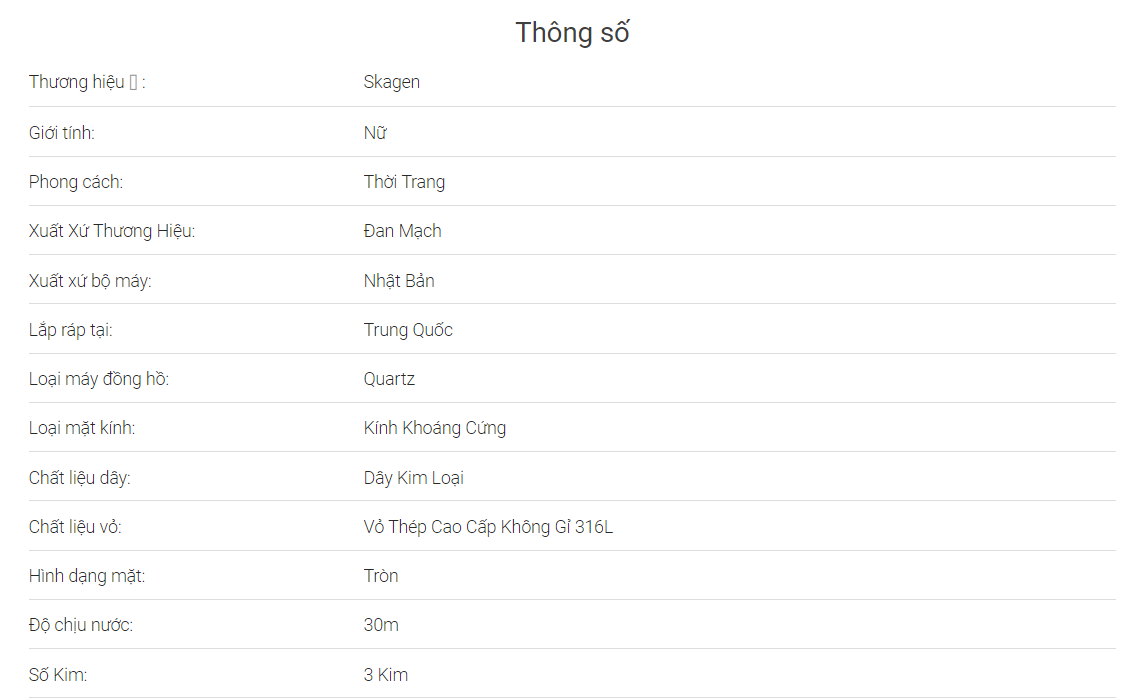 Thông số
Thương hiệu ▯ : Skagen
Giới tính: Nữ
Phong cách: Thời Trang
Xuất Xứ Thương Hiệu: Đan Mạch
Xuất xứ bộ máy: Nhật Bản
Lắp ráp tại: Trung Quốc
Loại máy đồng hồ: Quartz
Loại mặt kính: Kính Khoáng Cứng
Chất liệu dây: Dây Kim Loại
Chất liệu vỏ: Vỏ Thép Cao Cấp Không Gỉ 316L
Hình dạng mặt: Tròn
Độ chịu nước: 30m
Số Kim: 3 Kim